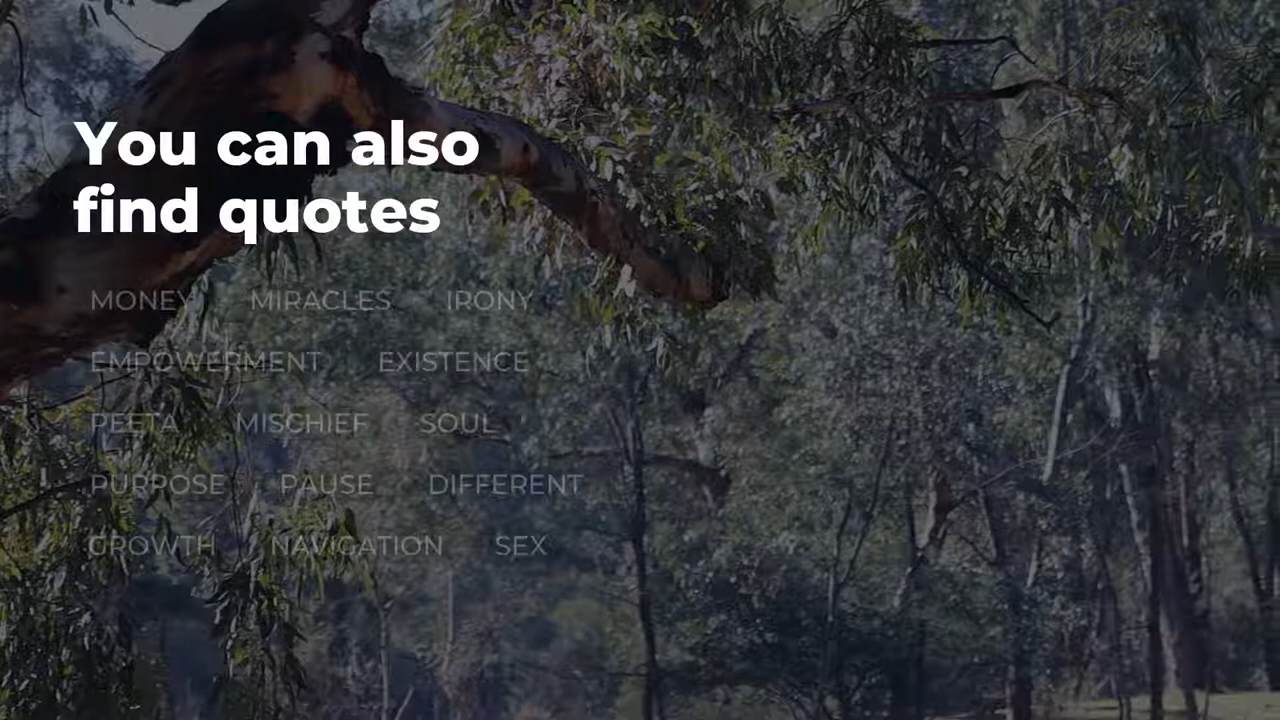 You can also
find quotes
MONEY MIRACLES IRONY
EMPOWERMENT EXISTENCE
PEETA MISCHIEF SOUL
PURPOSE PAUSE DIFFERENT
GROWTH NAVIGATION SEX